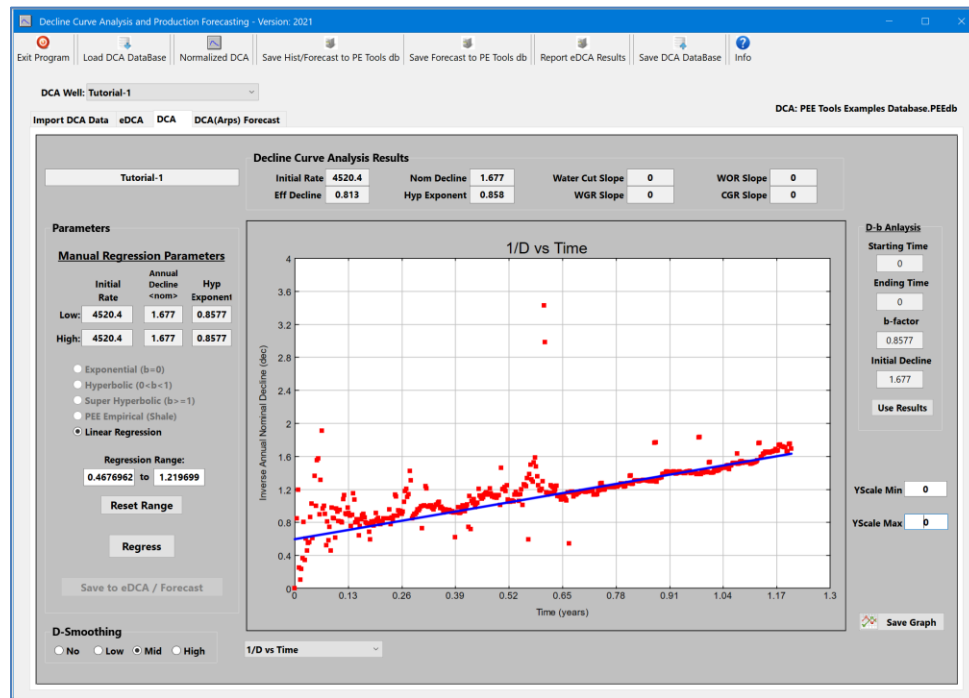 Decline Curve Analysis and Production Forecasting - Version: 2021
Exit Program Load DCA DataBase Normalized DCA Save Hist/Forecast to PE Tools db Save Forecast to PE Tools db Report eDCA Results Save DCA DataBase Info
DCA Well: Tutorial-1
DCA: PEE Tools Examples Database.PEEdb
Import DCA Data eDCA DCA DCA(Arps) Forecast
Tutorial-1
Decline Curve Analysis Results
Initial Rate 4520.4 Nom Decline 1.677 Water Cut Slope 0 WOR Slope 0
Eff Decline 0.813 Hyp Exponent 0.858 WGR Slope 0 CGR Slope 0
Parameters
Manual Regression Parameters
Initial Rate Annual Decline <nom> Hyp Exponent
Low: 4520.4 1.677 0.8577
High: 4520.4 1.677 0.8577
Exponential (b=0)
Hyperbolic (0<b<1)
Super Hyperbolic (b>=1)
PEE Empirical (Shale)
Linear Regression
Regression Range:
0.4676962 to 1.219699
Reset Range
Regress
Save to eDCA / Forecast
D-Smoothing
No Low Mid High
1/D vs Time
Inverse Annual Nominal Decline (dec)
4
3.6
3.2
2.8
2.4
2
1.6
1.2
0.8
0.4
0
0 0.13 0.26 0.39 0.52 0.65 0.78 0.91 1.04 1.17 1.3
Time (years)
1/D vs Time
D-b Anlaysis
Starting Time
0
Ending Time
0
b-factor
0.8577
Initial Decline
1.677
Use Results
YScale Min 0
YScale Max 0
Save Graph